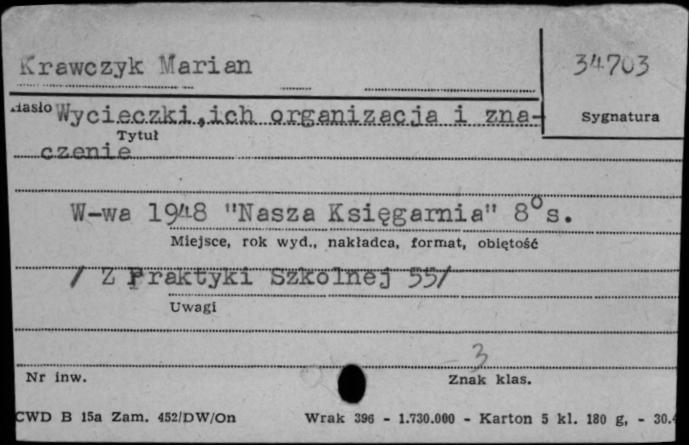 Krawczyk Marian
34703
Hasło Wycieczki, ich organizacja i zna-
Sygnatura
Tytuł
czenie
W-wa 1948 "Nasza Księgarnia" 8° s.
Miejsce, rok wyd., nakładca, format, objętość
/ Z Praktyki Szkolnej 55/
Uwagi
3
Nr inw.
Znak klas.
CWD B 15a Zam. 452/DW/On Wrak 396 - 1.730.000 - Karton 5 kl. 180 g, - 30.4